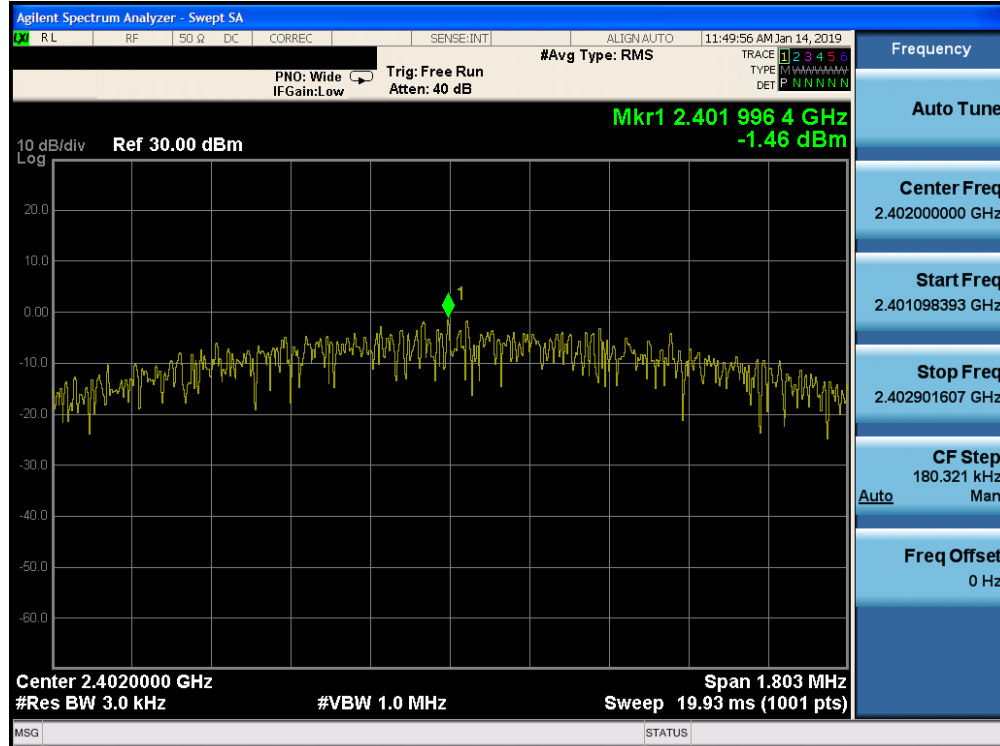 Agilent Spectrum Analyzer - Swept SA
LXI RL RF 50 Ω DC CORREC SENSE:INT ALIGN AUTO 11:49:56 AM Jan 14, 2019
Frequency
#Avg Type: RMS
TRACE 1 2 3 4 5 6
PNO: Wide Trig: Free Run
TYPE M WWWWW
IFGain:Low Atten: 40 dB
DET P N N N N N
Auto Tune
Mkr1 2.401 996 4 GHz
-1.46 dBm
10 dB/div Ref 30.00 dBm
Log
Center Freq
2.402000000 GHz
20.0
10.0
Start Freq
2.401098393 GHz
1
0.00
-10.0
Stop Freq
2.402901607 GHz
-20.0
-30.0
CF Step
180.321 kHz
Auto Man
-40.0
-50.0
Freq Offset
0 Hz
-60.0
Center 2.4020000 GHz Span 1.803 MHz
#Res BW 3.0 kHz #VBW 1.0 MHz Sweep 19.93 ms (1001 pts)
MSG STATUS